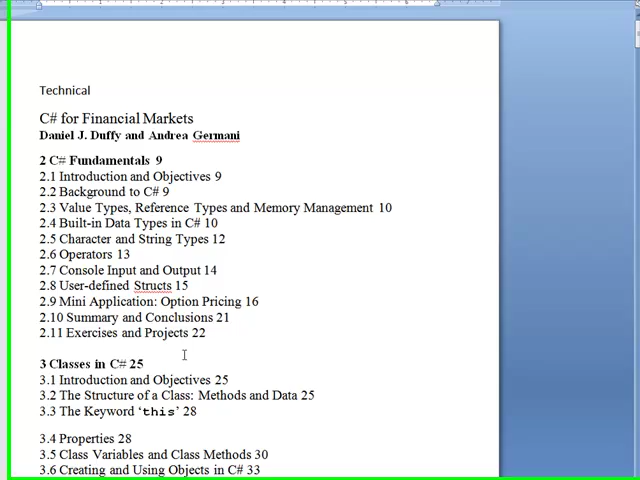 Technical
C# for Financial Markets
Daniel J. Duffy and Andrea Germani
2 C# Fundamentals 9
2.1 Introduction and Objectives 9
2.2 Background to C# 9
2.3 Value Types, Reference Types and Memory Management 10
2.4 Built-in Data Types in C# 10
2.5 Character and String Types 12
2.6 Operators 13
2.7 Console Input and Output 14
2.8 User-defined Structs 15
2.9 Mini Application: Option Pricing 16
2.10 Summary and Conclusions 21
2.11 Exercises and Projects 22
3 Classes in C# 25
3.1 Introduction and Objectives 25
3.2 The Structure of a Class: Methods and Data 25
3.3 The Keyword ‘this’ 28
3.4 Properties 28
3.5 Class Variables and Class Methods 30
3.6 Creating and Using Objects in C# 33